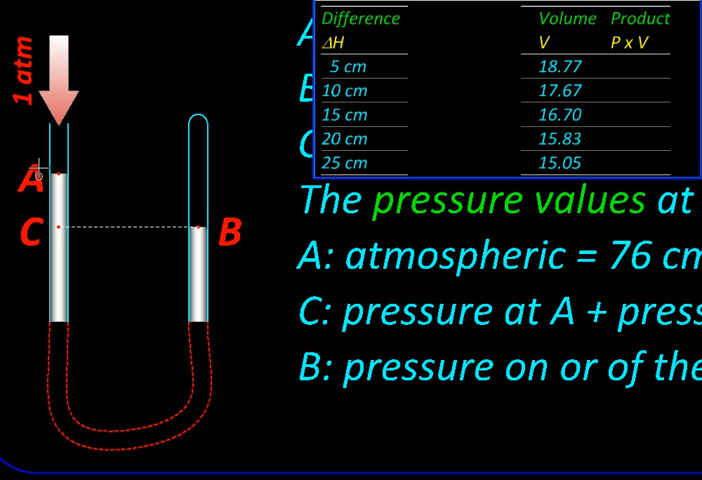 1 atm
A
C
B
Difference Volume Product
ΔH V P x V
5 cm 18.77
10 cm 17.67
15 cm 16.70
20 cm 15.83
25 cm 15.05
The pressure values at
A: atmospheric = 76 cm
C: pressure at A + press
B: pressure on or of the